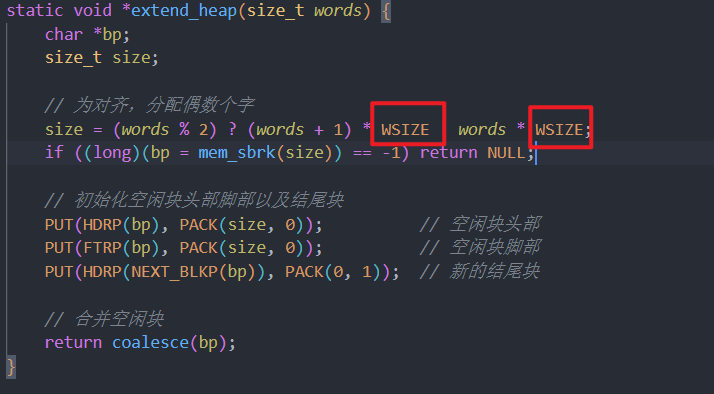 static void *extend_heap(size_t words) {
    char *bp;
    size_t size;
    // 为对齐，分配偶数个字
    size = (words % 2) ? (words + 1) * WSIZE   words * WSIZE;
    if ((long)(bp = mem_sbrk(size)) == -1) return NULL;
    // 初始化空闲块头部脚部以及结尾块
    PUT(HDRP(bp), PACK(size, 0));           // 空闲块头部
    PUT(FTRP(bp), PACK(size, 0));           // 空闲块脚部
    PUT(HDRP(NEXT_BLKP(bp)), PACK(0, 1));   // 新的结尾块
    // 合并空闲块
    return coalesce(bp);
}